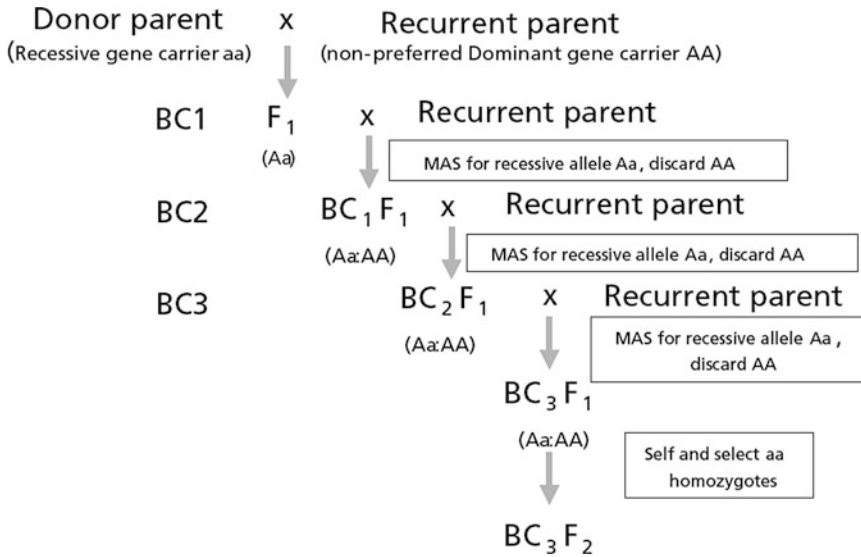 Donor parent x Recurrent parent
(Recessive gene carrier aa) (non-preferred Dominant gene carrier AA)
BC1 F₁ x Recurrent parent
(Aa)
MAS for recessive allele Aa, discard AA
BC2 BC₁F₁ x Recurrent parent
(Aa:AA)
MAS for recessive allele Aa, discard AA
BC3 BC₂F₁ x Recurrent parent
(Aa:AA)
MAS for recessive allele Aa ,
discard AA
BC₃F₁
(Aa:AA)
Self and select aa
homozygotes
BC₃F₂